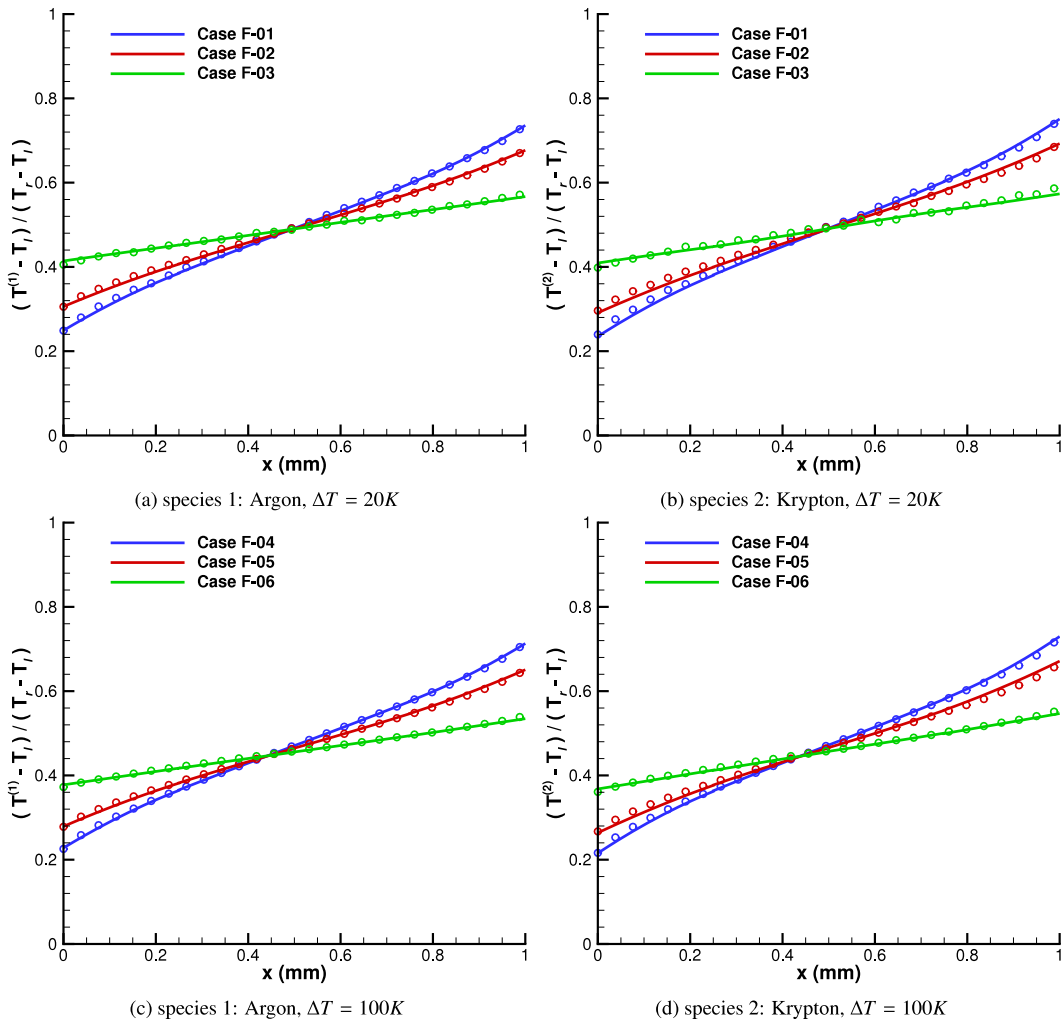 Case F-01
Case F-02
Case F-03
( T^(1) - T_l ) / ( T_r - T_l )
1
0.8
0.6
0.4
0.2
0
0 0.2 0.4 0.6 0.8 1
x (mm)
(a) species 1: Argon, ΔT = 20K
Case F-01
Case F-02
Case F-03
( T^(2) - T_l ) / ( T_r - T_l )
1
0.8
0.6
0.4
0.2
0
0 0.2 0.4 0.6 0.8 1
x (mm)
(b) species 2: Krypton, ΔT = 20K
Case F-04
Case F-05
Case F-06
( T^(1) - T_l ) / ( T_r - T_l )
1
0.8
0.6
0.4
0.2
0
0 0.2 0.4 0.6 0.8 1
x (mm)
(c) species 1: Argon, ΔT = 100K
Case F-04
Case F-05
Case F-06
( T^(2) - T_l ) / ( T_r - T_l )
1
0.8
0.6
0.4
0.2
0
0 0.2 0.4 0.6 0.8 1
x (mm)
(d) species 2: Krypton, ΔT = 100K